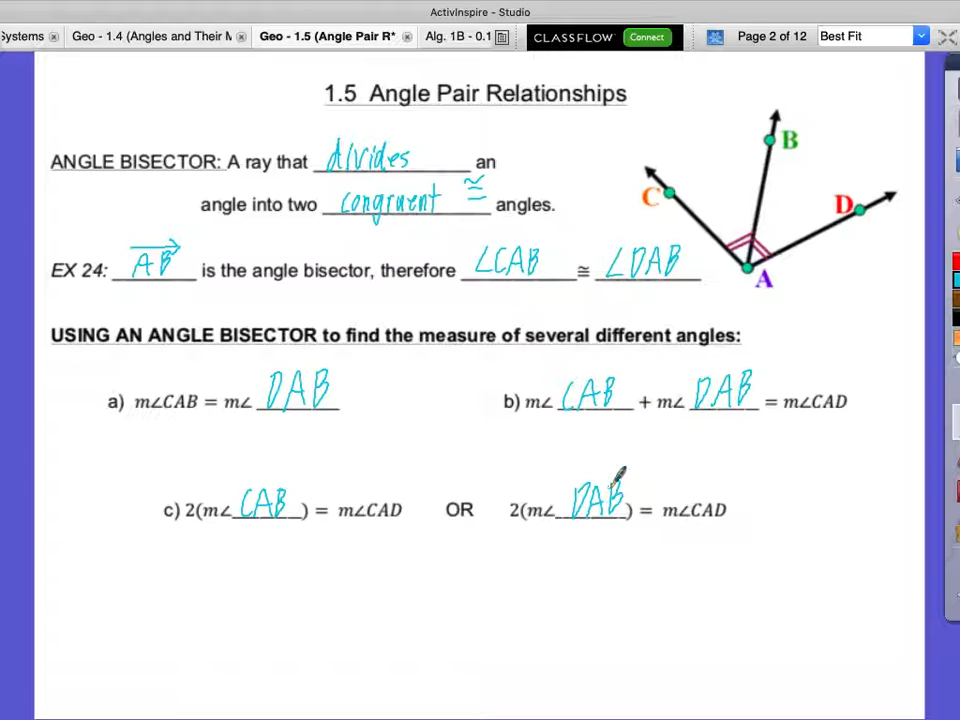 ActivInspire - Studio
Systems Geo - 1.4 (Angles and Their M Geo - 1.5 (Angle Pair R* Alg. 1B - 0.1 CLASSFLOW Connect Page 2 of 12 Best Fit
1.5 Angle Pair Relationships
B
ANGLE BISECTOR: A ray that divides an
C
D
angle into two congruent ≅ angles.
EX 24: AB is the angle bisector, therefore ∠CAB ≅ ∠DAB
A
USING AN ANGLE BISECTOR to find the measure of several different angles:
a) m∠CAB = m∠ DAB
b) m∠ CAB + m∠ DAB = m∠CAD
c) 2(m∠ CAB ) = m∠CAD OR 2(m∠ DAB ) = m∠CAD